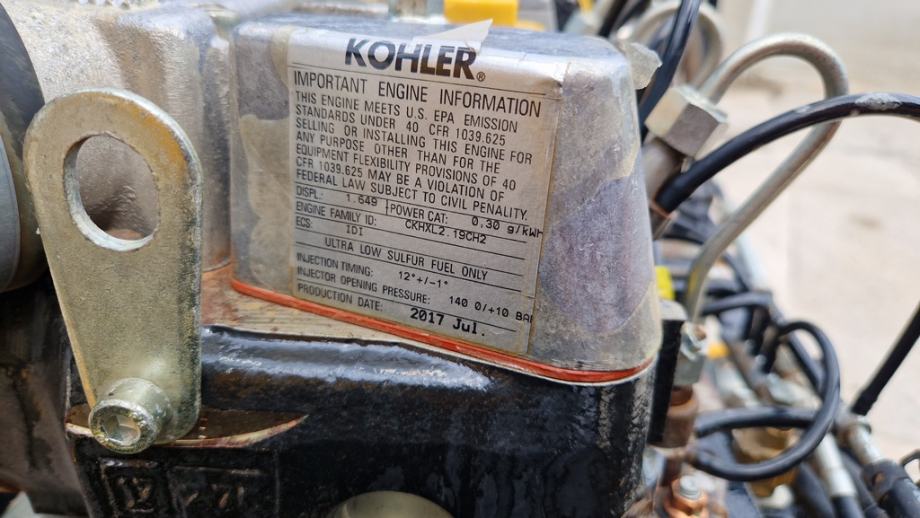 KOHLER®
IMPORTANT ENGINE INFORMATION
THIS ENGINE MEETS U.S. EPA EMISSION
STANDARDS UNDER 40 CFR 1039.625
SELLING OR INSTALLING THIS ENGINE FOR
ANY PURPOSE OTHER THAN FOR THE
EQUIPMENT FLEXIBILITY PROVISIONS OF 40
CFR 1039.625 MAY BE A VIOLATION OF
FEDERAL LAW SUBJECT TO CIVIL PENALITY.
DISPL: 1.649 POWER CAT: 0,30 g/kWH
ENGINE FAMILY ID: CKHXL2.19CH2
ECS: IDI
ULTRA LOW SULFUR FUEL ONLY
INJECTION TIMING: 12°+/-1°
INJECTOR OPENING PRESSURE: 140 0/+10 BA
PRODUCTION DATE: 2017 Jul.